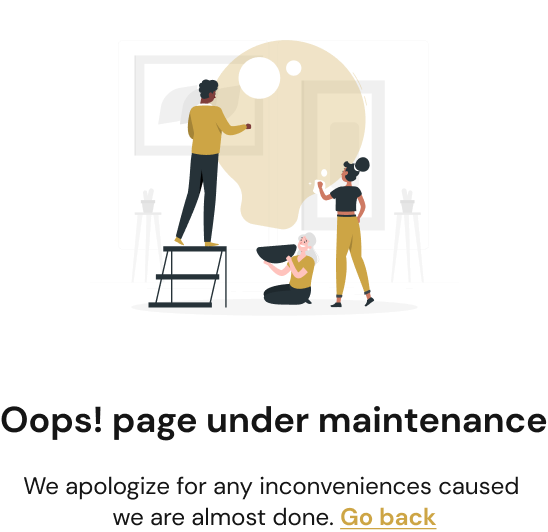 Oops! page under maintenance
We apologize for any inconveniences caused
we are almost done. Go back